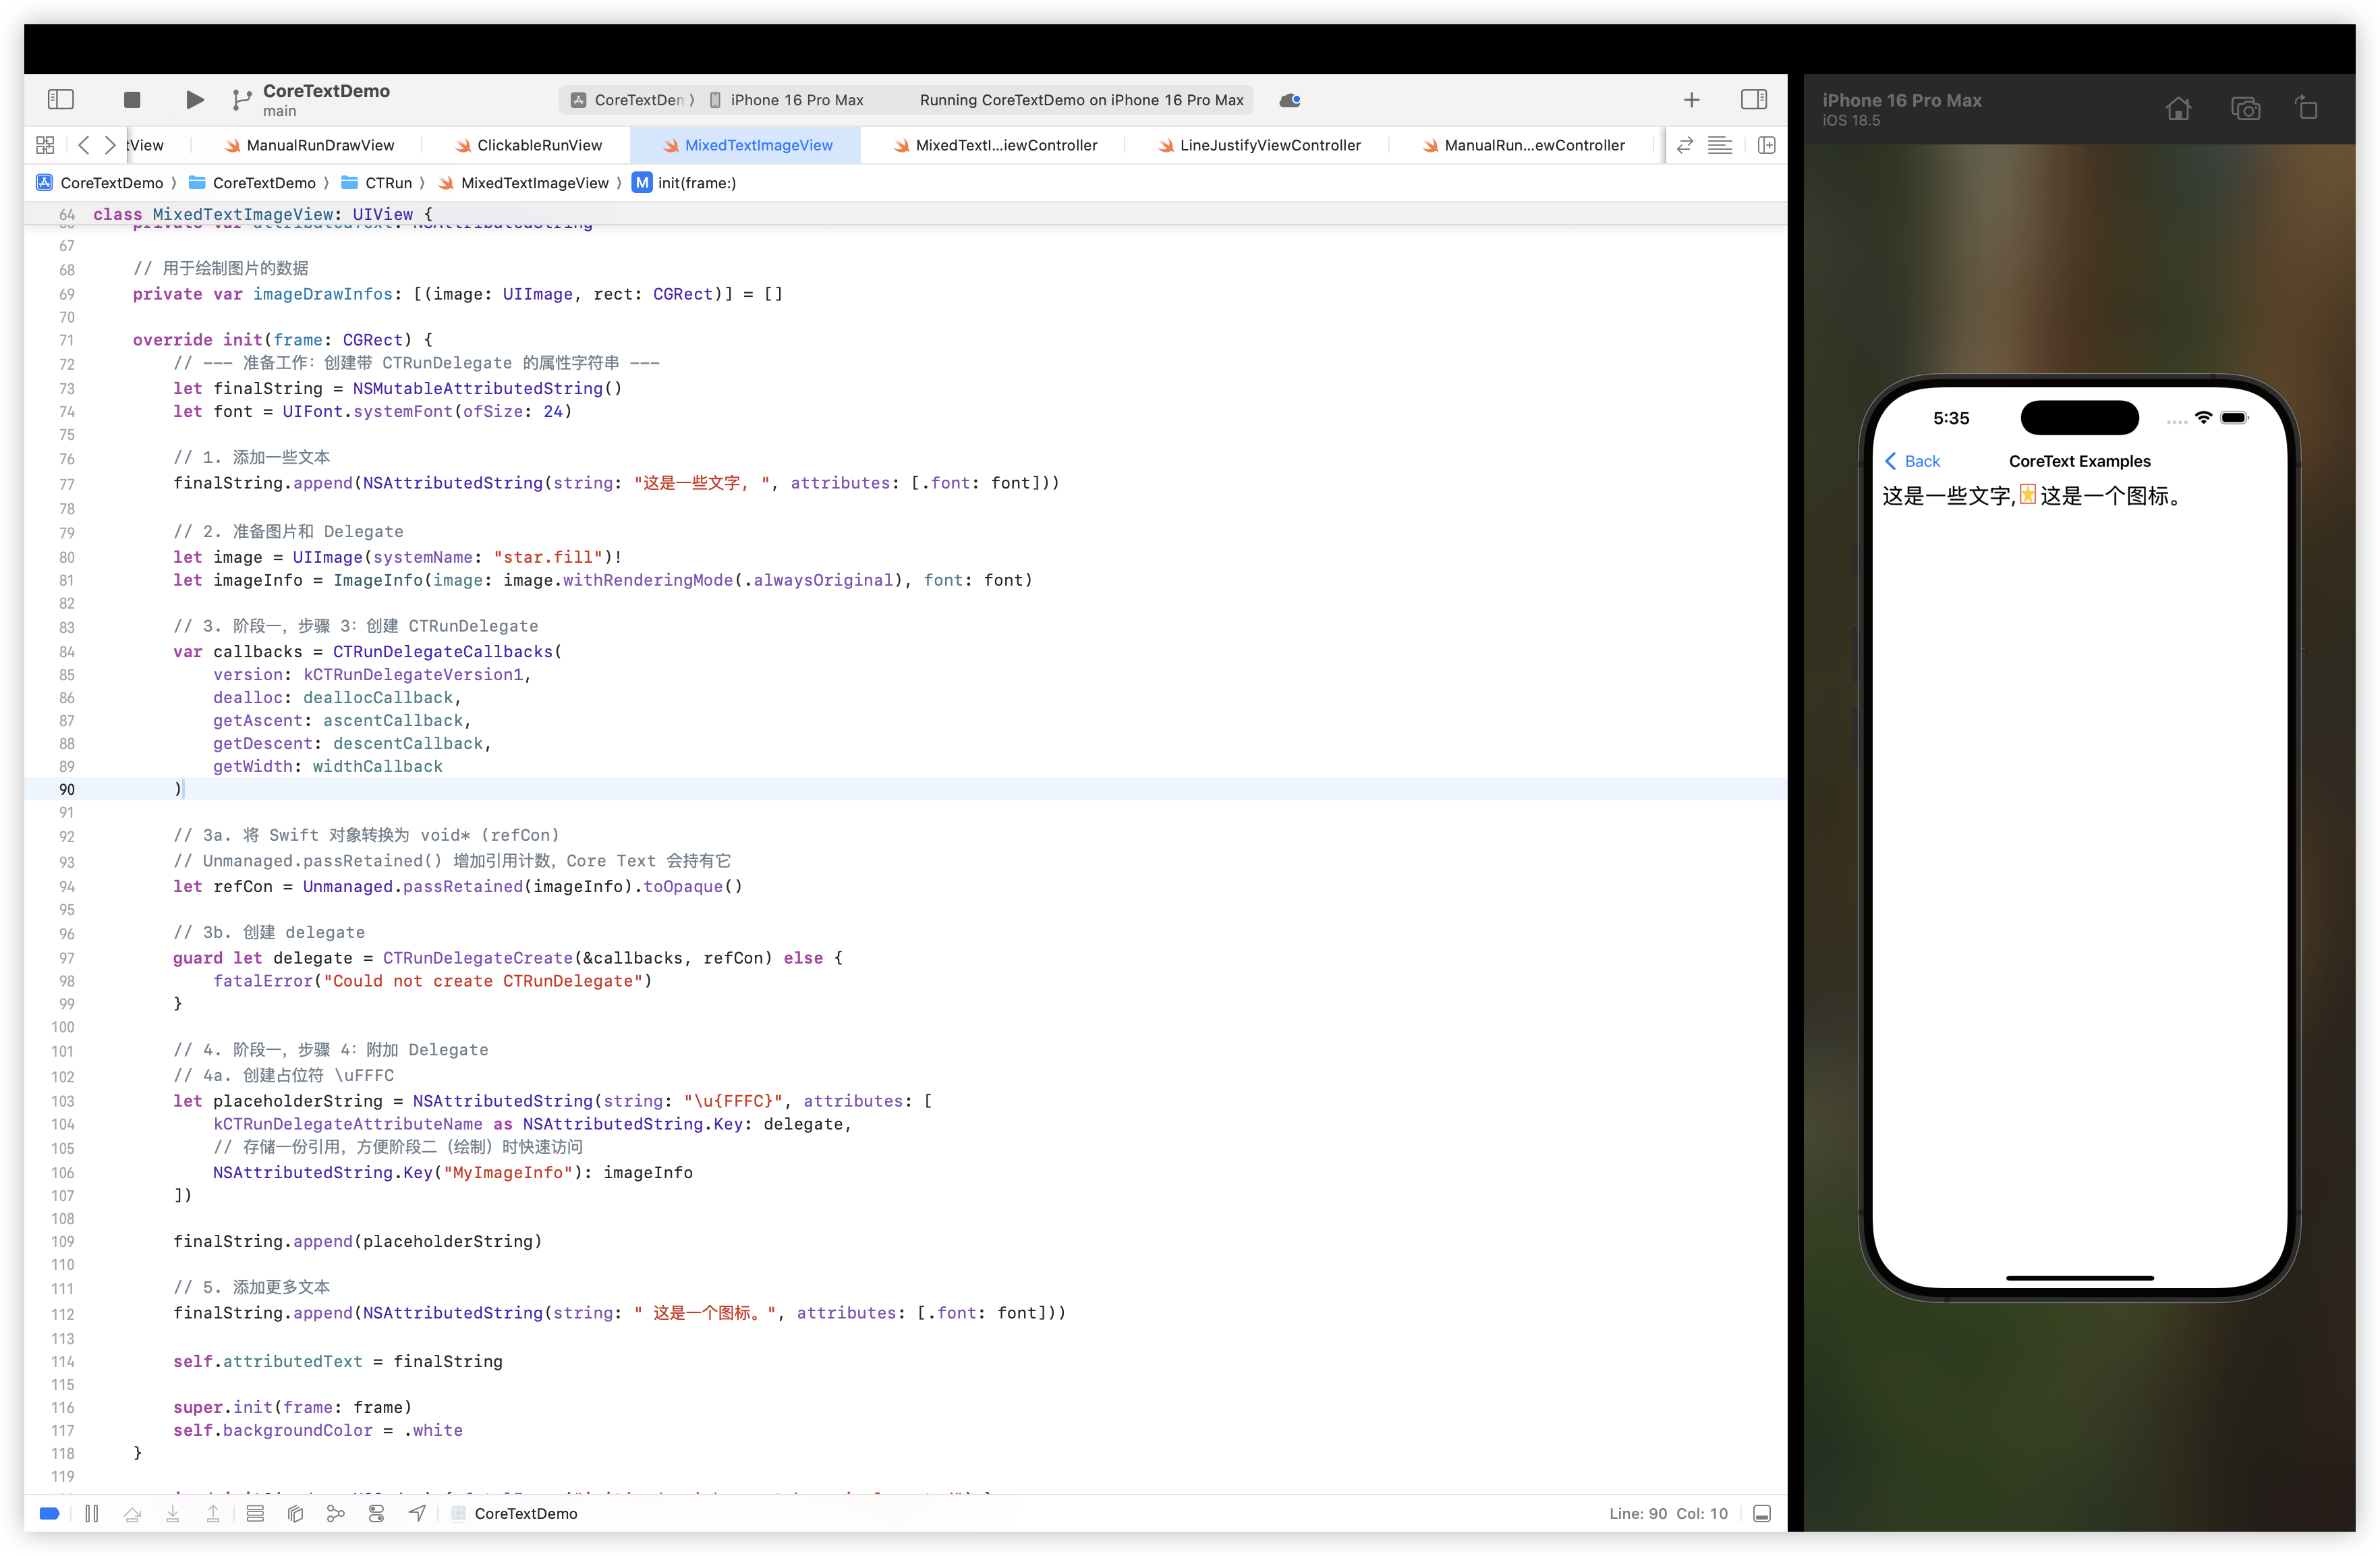 CoreTextDemo
main
CoreTextDem
iPhone 16 Pro Max
Running CoreTextDemo on iPhone 16 Pro Max
tView
ManualRunDrawView
ClickableRunView
MixedTextImageView
MixedTextI...iewController
LineJustifyViewController
ManualRun...ewController
CoreTextDemo
CoreTextDemo
CTRun
MixedTextImageView
M init(frame:)
64 class MixedTextImageView: UIView {
private var attributedText: NSAttributedString
67
68 // 用于绘制图片的数据
69 private var imageDrawInfos: [(image: UIImage, rect: CGRect)] = []
70
71 override init(frame: CGRect) {
72 // --- 准备工作：创建带 CTRunDelegate 的属性字符串 ---
73 let finalString = NSMutableAttributedString()
74 let font = UIFont.systemFont(ofSize: 24)
75
76 // 1. 添加一些文本
77 finalString.append(NSAttributedString(string: "这是一些文字, ", attributes: [.font: font]))
78
79 // 2. 准备图片和 Delegate
80 let image = UIImage(systemName: "star.fill")!
81 let imageInfo = ImageInfo(image: image.withRenderingMode(.alwaysOriginal), font: font)
82
83 // 3. 阶段一，步骤 3：创建 CTRunDelegate
84 var callbacks = CTRunDelegateCallbacks(
85 version: kCTRunDelegateVersion1,
86 dealloc: deallocCallback,
87 getAscent: ascentCallback,
88 getDescent: descentCallback,
89 getWidth: widthCallback
90 )
91
92 // 3a. 将 Swift 对象转换为 void* (refCon)
93 // Unmanaged.passRetained() 增加引用计数，Core Text 会持有它
94 let refCon = Unmanaged.passRetained(imageInfo).toOpaque()
95
96 // 3b. 创建 delegate
97 guard let delegate = CTRunDelegateCreate(&callbacks, refCon) else {
98 fatalError("Could not create CTRunDelegate")
99 }
100
101 // 4. 阶段一，步骤 4：附加 Delegate
102 // 4a. 创建占位符 \uFFFC
103 let placeholderString = NSAttributedString(string: "\u{FFFC}", attributes: [
104 kCTRunDelegateAttributeName as NSAttributedString.Key: delegate,
105 // 存储一份引用，方便阶段二（绘制）时快速访问
106 NSAttributedString.Key("MyImageInfo"): imageInfo
107 ])
108
109 finalString.append(placeholderString)
110
111 // 5. 添加更多文本
112 finalString.append(NSAttributedString(string: " 这是一个图标。", attributes: [.font: font]))
113
114 self.attributedText = finalString
115
116 super.init(frame: frame)
117 self.backgroundColor = .white
118 }
119
CoreTextDemo
Line: 90 Col: 10
iPhone 16 Pro Max
iOS 18.5
5:35
Back
CoreText Examples
这是一些文字, 这是一个图标。